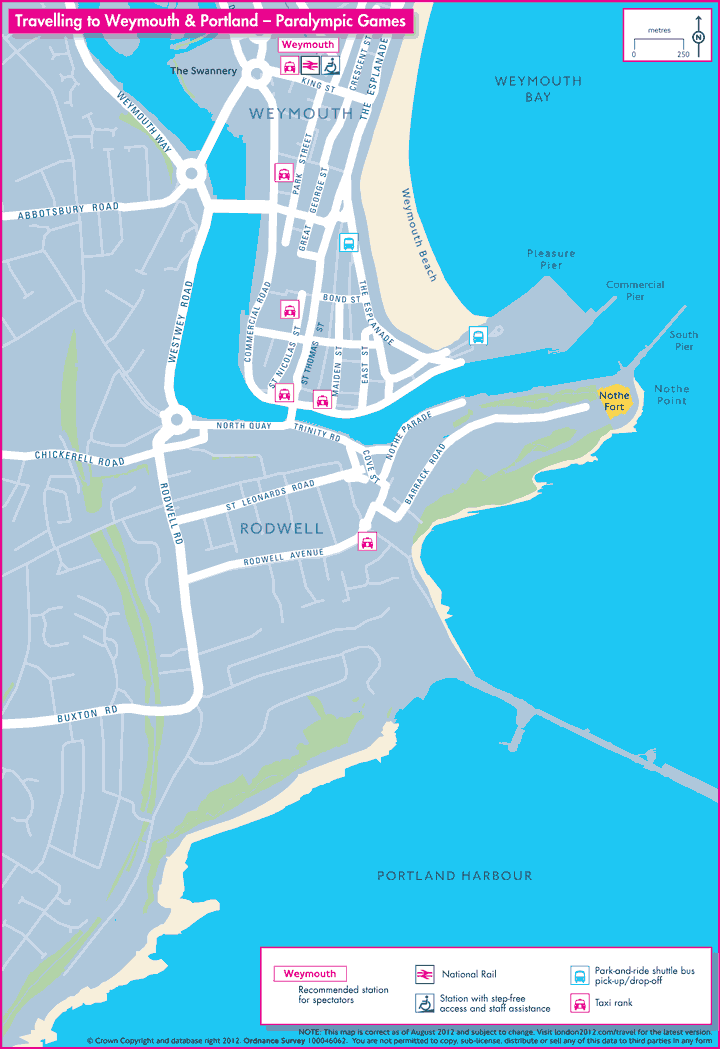 Travelling to Weymouth & Portland – Paralympic Games
metres
0 250
N
Weymouth
The Swannery
KING ST
CRESCENT ST
THE ESPLANADE
WEYMOUTH
BAY
WEYMOUTH WAY
WEYMOUTH
PARK STREET
GREAT GEORGE ST
ABBOTSBURY ROAD
Weymouth Beach
Pleasure
Pier
Commercial
Pier
South
Pier
WESTWEY ROAD
COMMERCIAL ROAD
BOND ST
THE ESPLANADE
ST NICOLAS ST
ST THOMAS ST
MAIDEN ST
EAST ST
Nothe
Fort
Nothe
Point
NORTH QUAY
TRINITY RD
NOTHE PARADE
COVE ST
BARRACK ROAD
CHICKERELL ROAD
RODWELL RD
ST LEONARDS ROAD
RODWELL
RODWELL AVENUE
BUXTON RD
PORTLAND HARBOUR
Weymouth
Recommended station
for spectators
National Rail
Station with step-free
access and staff assistance
Park-and-ride shuttle bus
pick-up/drop-off
Taxi rank
NOTE: This map is correct as of August 2012 and subject to change. Visit london2012.com/travel for the latest version.
© Crown Copyright and database right 2012. Ordnance Survey 100046062. You are not permitted to copy, sub-license, distribute or sell any of this data to third parties in any form